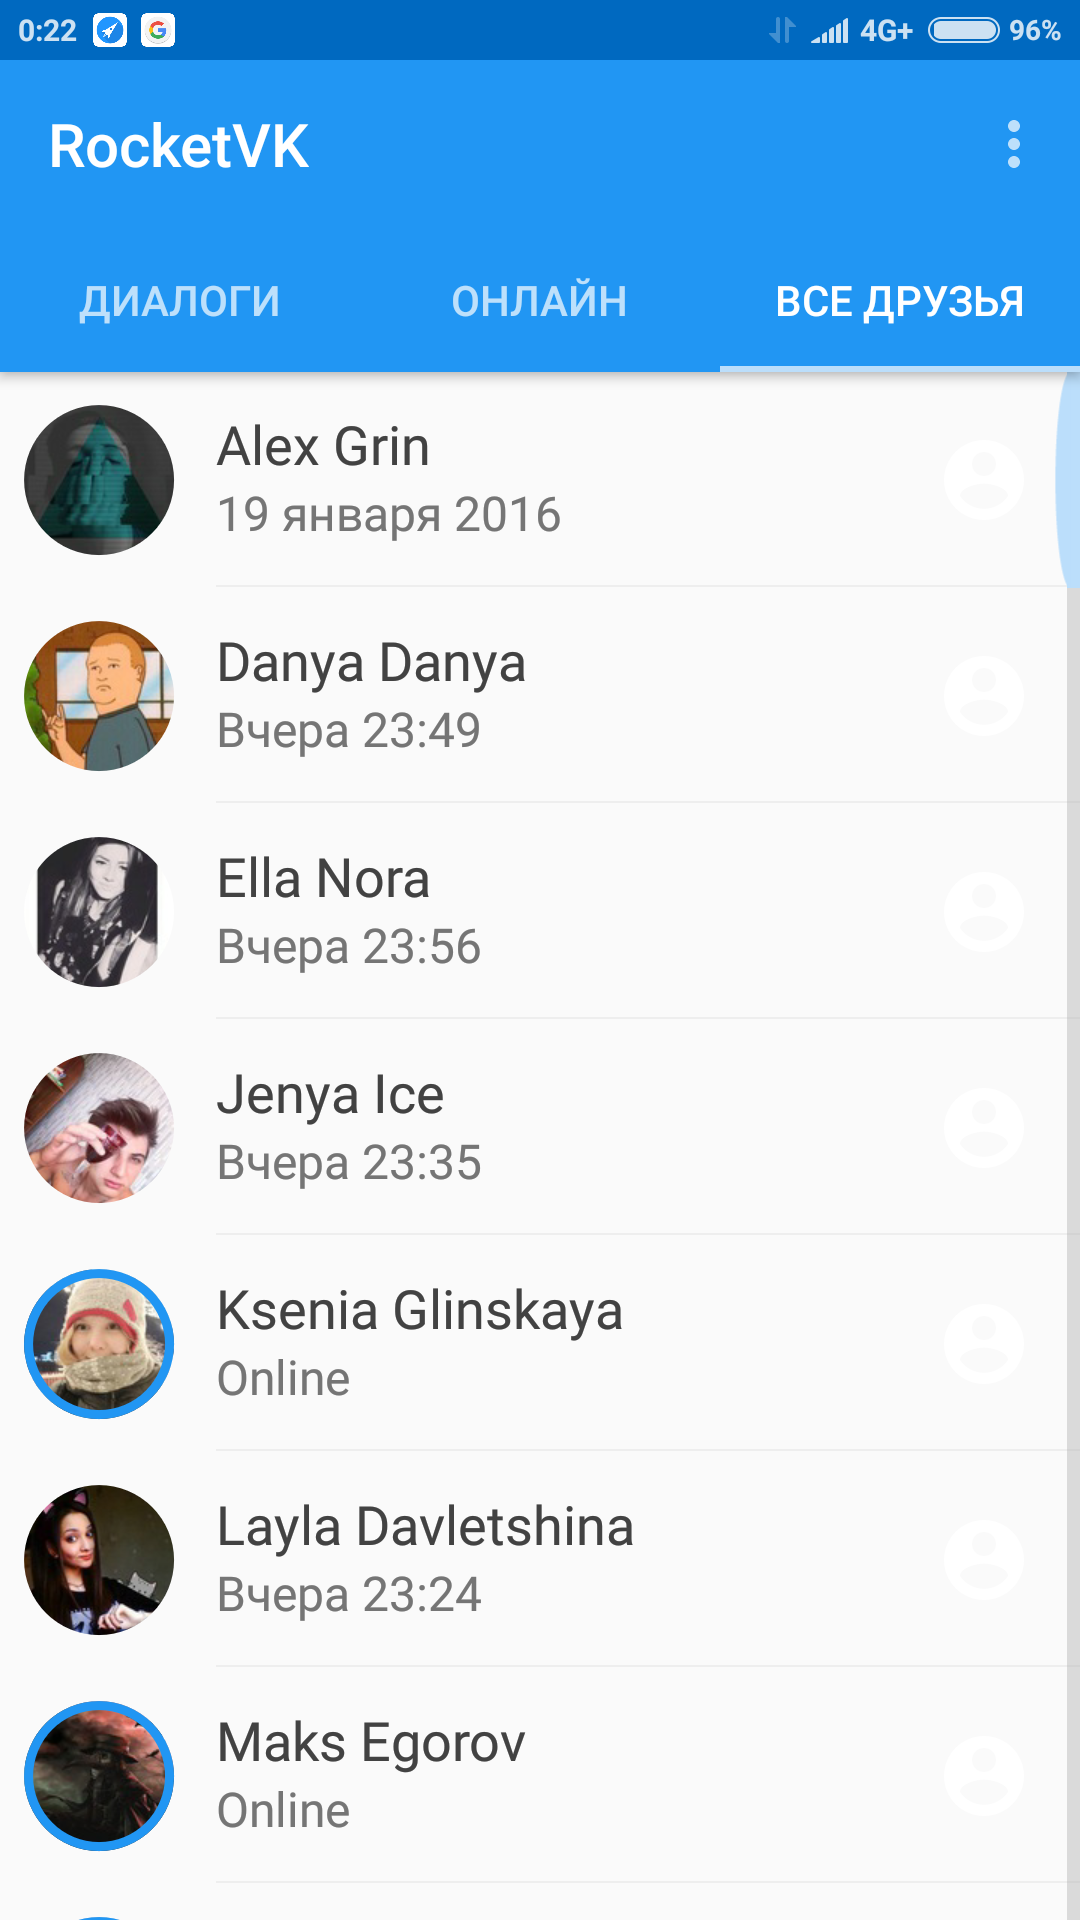 0:22 4G+ 96%
RocketVK
ДИАЛОГИ ОНЛАЙН ВСЕ ДРУЗЬЯ
Alex Grin
19 января 2016
Danya Danya
Вчера 23:49
Ella Nora
Вчера 23:56
Jenya Ice
Вчера 23:35
Ksenia Glinskaya
Online
Layla Davletshina
Вчера 23:24
Maks Egorov
Online